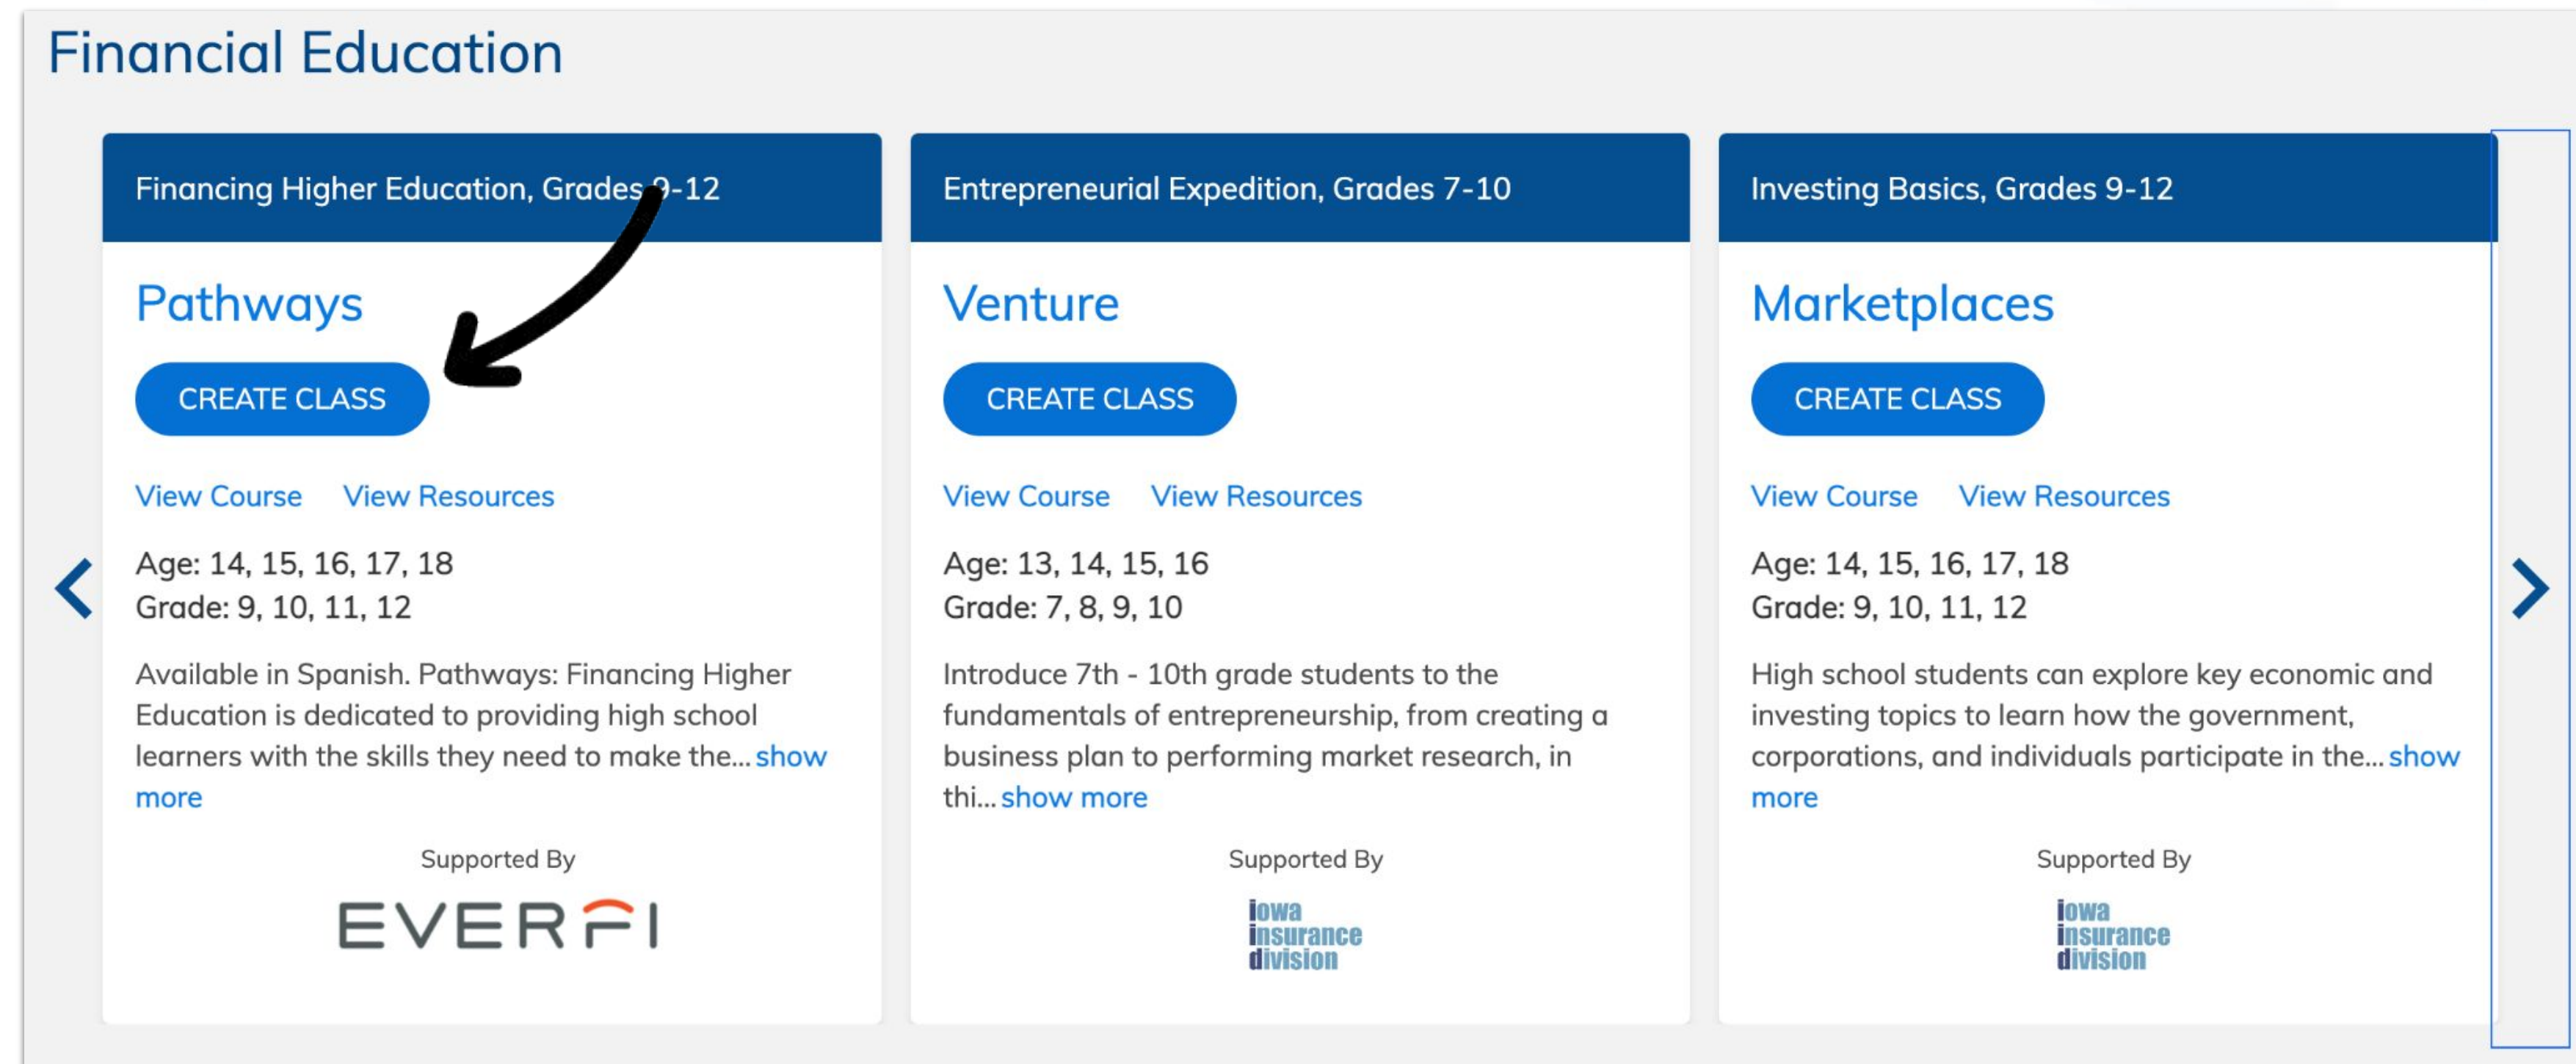 Financial Education
Financing Higher Education, Grades 9-12
Pathways
CREATE CLASS
View Course View Resources
Age: 14, 15, 16, 17, 18
Grade: 9, 10, 11, 12
Available in Spanish. Pathways: Financing Higher
Education is dedicated to providing high school
learners with the skills they need to make the... show
more
Supported By
EVERFI
Entrepreneurial Expedition, Grades 7-10
Venture
CREATE CLASS
View Course View Resources
Age: 13, 14, 15, 16
Grade: 7, 8, 9, 10
Introduce 7th - 10th grade students to the
fundamentals of entrepreneurship, from creating a
business plan to performing market research, in
thi... show more
Supported By
iowa
insurance
division
Investing Basics, Grades 9-12
Marketplaces
CREATE CLASS
View Course View Resources
Age: 14, 15, 16, 17, 18
Grade: 9, 10, 11, 12
High school students can explore key economic and
investing topics to learn how the government,
corporations, and individuals participate in the... show
more
Supported By
iowa
insurance
division